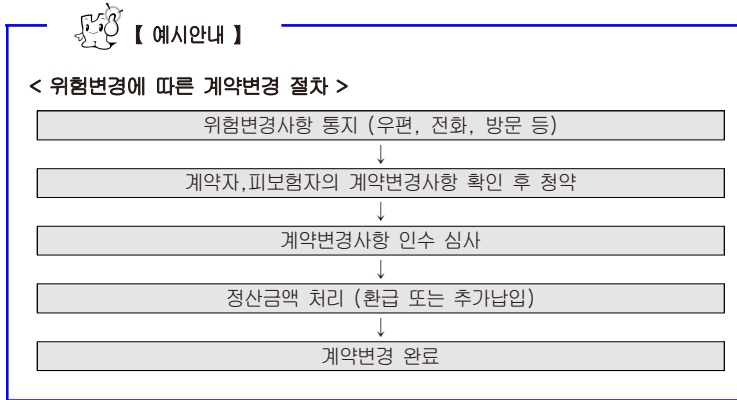 【 예시안내 】
< 위험변경에 따른 계약변경 절차 >
위험변경사항 통지 (우편, 전화, 방문 등)
↓
계약자,피보험자의 계약변경사항 확인 후 청약
↓
계약변경사항 인수 심사
↓
정산금액 처리 (환급 또는 추가납입)
↓
계약변경 완료